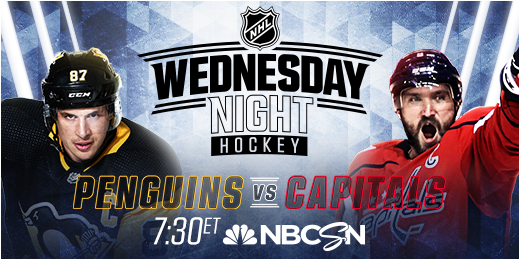 NHL
WEDNESDAY
NIGHT
HOCKEY
87
CCM
PENGUINS VS CAPITALS
7:30ET NBCSN